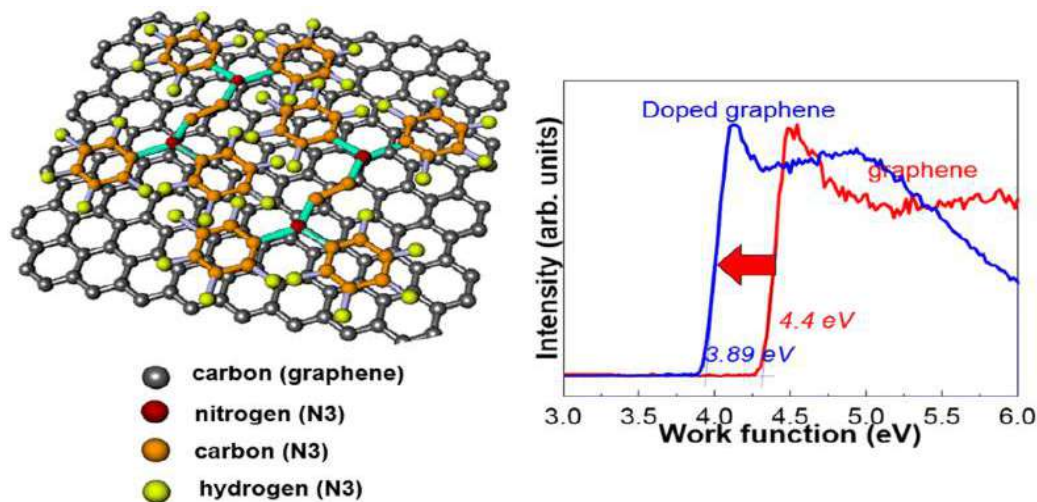 carbon (graphene)
nitrogen (N3)
carbon (N3)
hydrogen (N3)
Doped graphene
graphene
4.4 eV
3.89 eV
Intensity (arb. units)
3.0 3.5 4.0 4.5 5.0 5.5 6.0
Work function (eV)